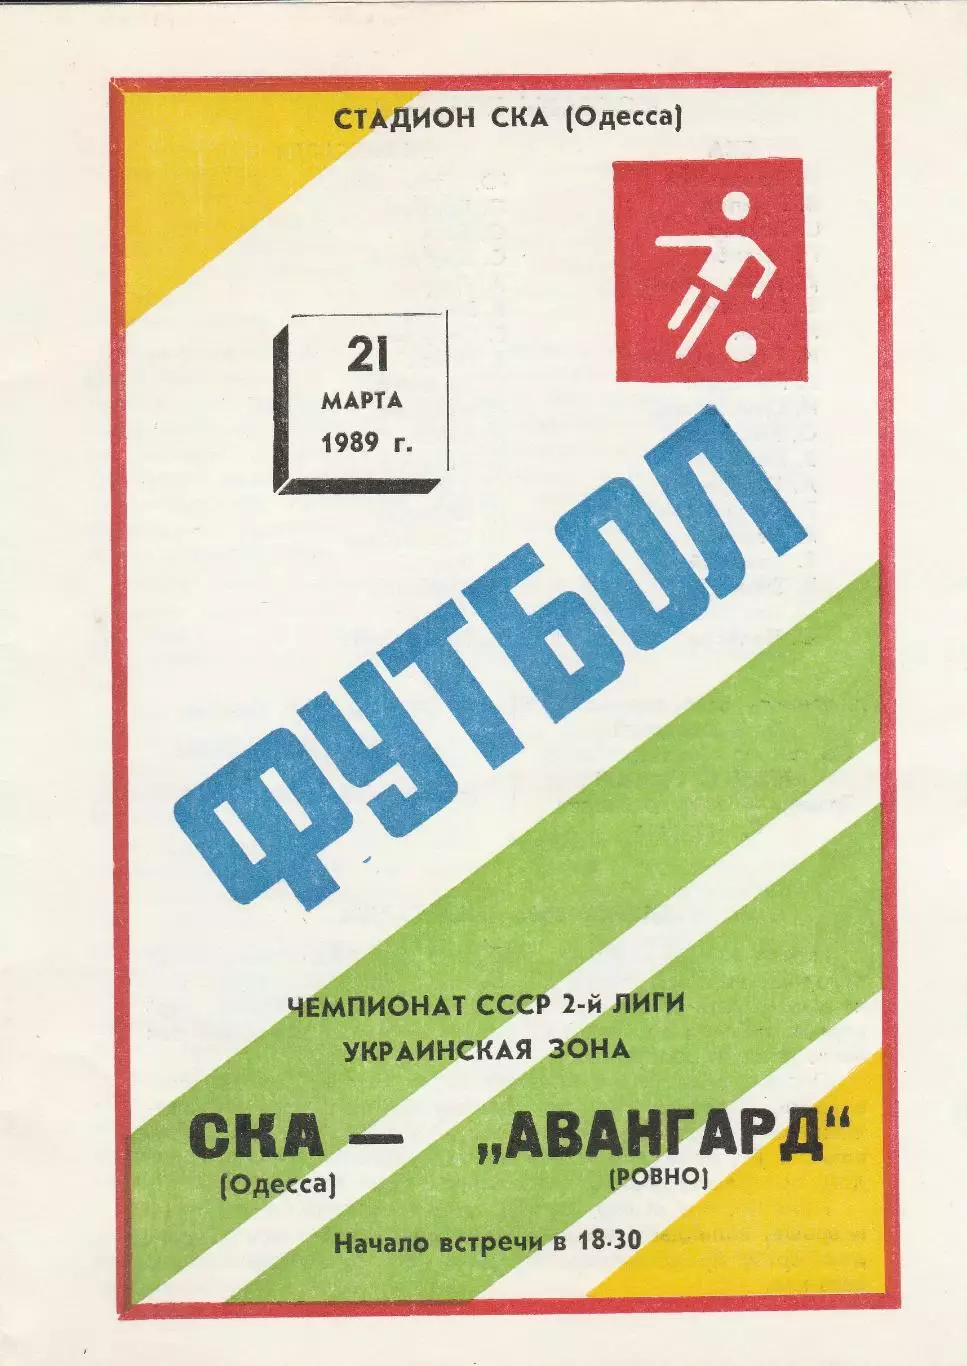 СТАДИОН СКА (Одесса)
21
МАРТА
1989 г.
ФУТБОЛ
ЧЕМПИОНАТ СССР 2-й ЛИГИ
УКРАИНСКАЯ ЗОНА
СКА — „АВАНГАРД“
(Одесса) (РОВНО)
Начало встречи в 18-30